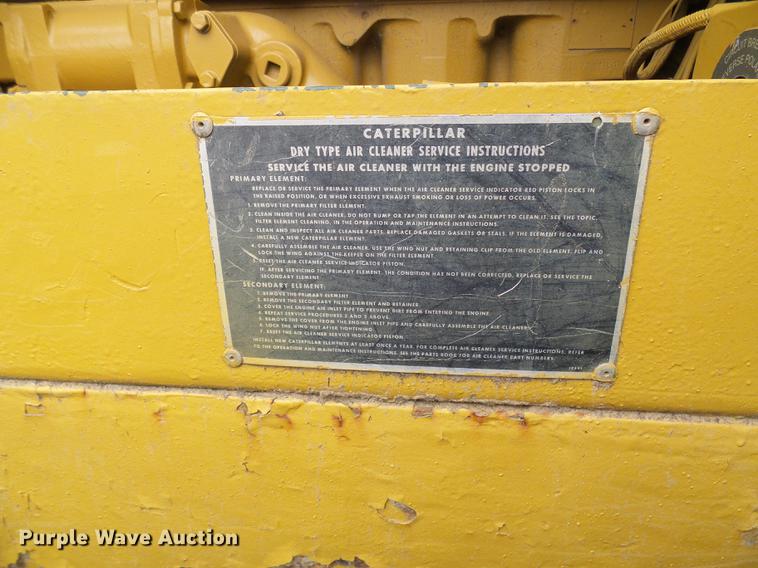 CIRCUIT BRE
VERSE POL
CATERPILLAR
DRY TYPE AIR CLEANER SERVICE INSTRUCTIONS
SERVICE THE AIR CLEANER WITH THE ENGINE STOPPED
PRIMARY ELEMENT:
REPLACE OR SERVICE THE PRIMARY ELEMENT WHEN THE AIR CLEANER SERVICE INDICATOR RED PISTON LOCKS IN
THE RAISED POSITION, OR WHEN EXCESSIVE EXHAUST SMOKING OR LOSS OF POWER OCCURS.
1. REMOVE THE PRIMARY FILTER ELEMENT.
2. CLEAN INSIDE THE AIR CLEANER. DO NOT BUMP OR TAP THE ELEMENT IN AN ATTEMPT TO CLEAN IT. SEE THE TOPIC,
FILTER ELEMENT CLEANING, IN THE OPERATION AND MAINTENANCE INSTRUCTIONS.
3. CLEAN AND INSPECT ALL AIR CLEANER PARTS. REPLACE DAMAGED GASKETS OR SEALS. IF THE ELEMENT IS DAMAGED,
INSTALL A NEW CATERPILLAR ELEMENT.
4. CAREFULLY ASSEMBLE THE AIR CLEANER. USE THE WING NUT AND RETAINING CLIP FROM THE OLD ELEMENT. FLIP AND
LOCK THE WING AGAINST THE KEEPER ON THE FILTER ELEMENT.
5. RESET THE AIR CLEANER SERVICE INDICATOR PISTON.
IF, AFTER SERVICING THE PRIMARY ELEMENT, THE CONDITION HAS NOT BEEN CORRECTED, REPLACE OR SERVICE THE
SECONDARY ELEMENT.
SECONDARY ELEMENT:
1. REMOVE THE PRIMARY ELEMENT
2. REMOVE THE SECONDARY FILTER ELEMENT AND RETAINER.
3. COVER THE ENGINE AIR INLET PIPE TO PREVENT DIRT FROM ENTERING THE ENGINE.
4. REPEAT SERVICE PROCEDURES 2 AND 3 ABOVE.
5. REMOVE THE COVER FROM THE ENGINE INLET PIPE AND CAREFULLY ASSEMBLE THE AIR CLEANER.
6. LOCK THE WING NUT AFTER TIGHTENING.
7. RESET THE AIR CLEANER SERVICE INDICATOR PISTON.
INSTALL NEW CATERPILLAR ELEMENTS AT LEAST ONCE A YEAR. FOR COMPLETE AIR CLEANER SERVICE INSTRUCTIONS, REFER
TO THE OPERATION AND MAINTENANCE INSTRUCTIONS. SEE THE PARTS BOOK FOR AIR CLEANER PART NUMBERS.
Purple Wave Auction